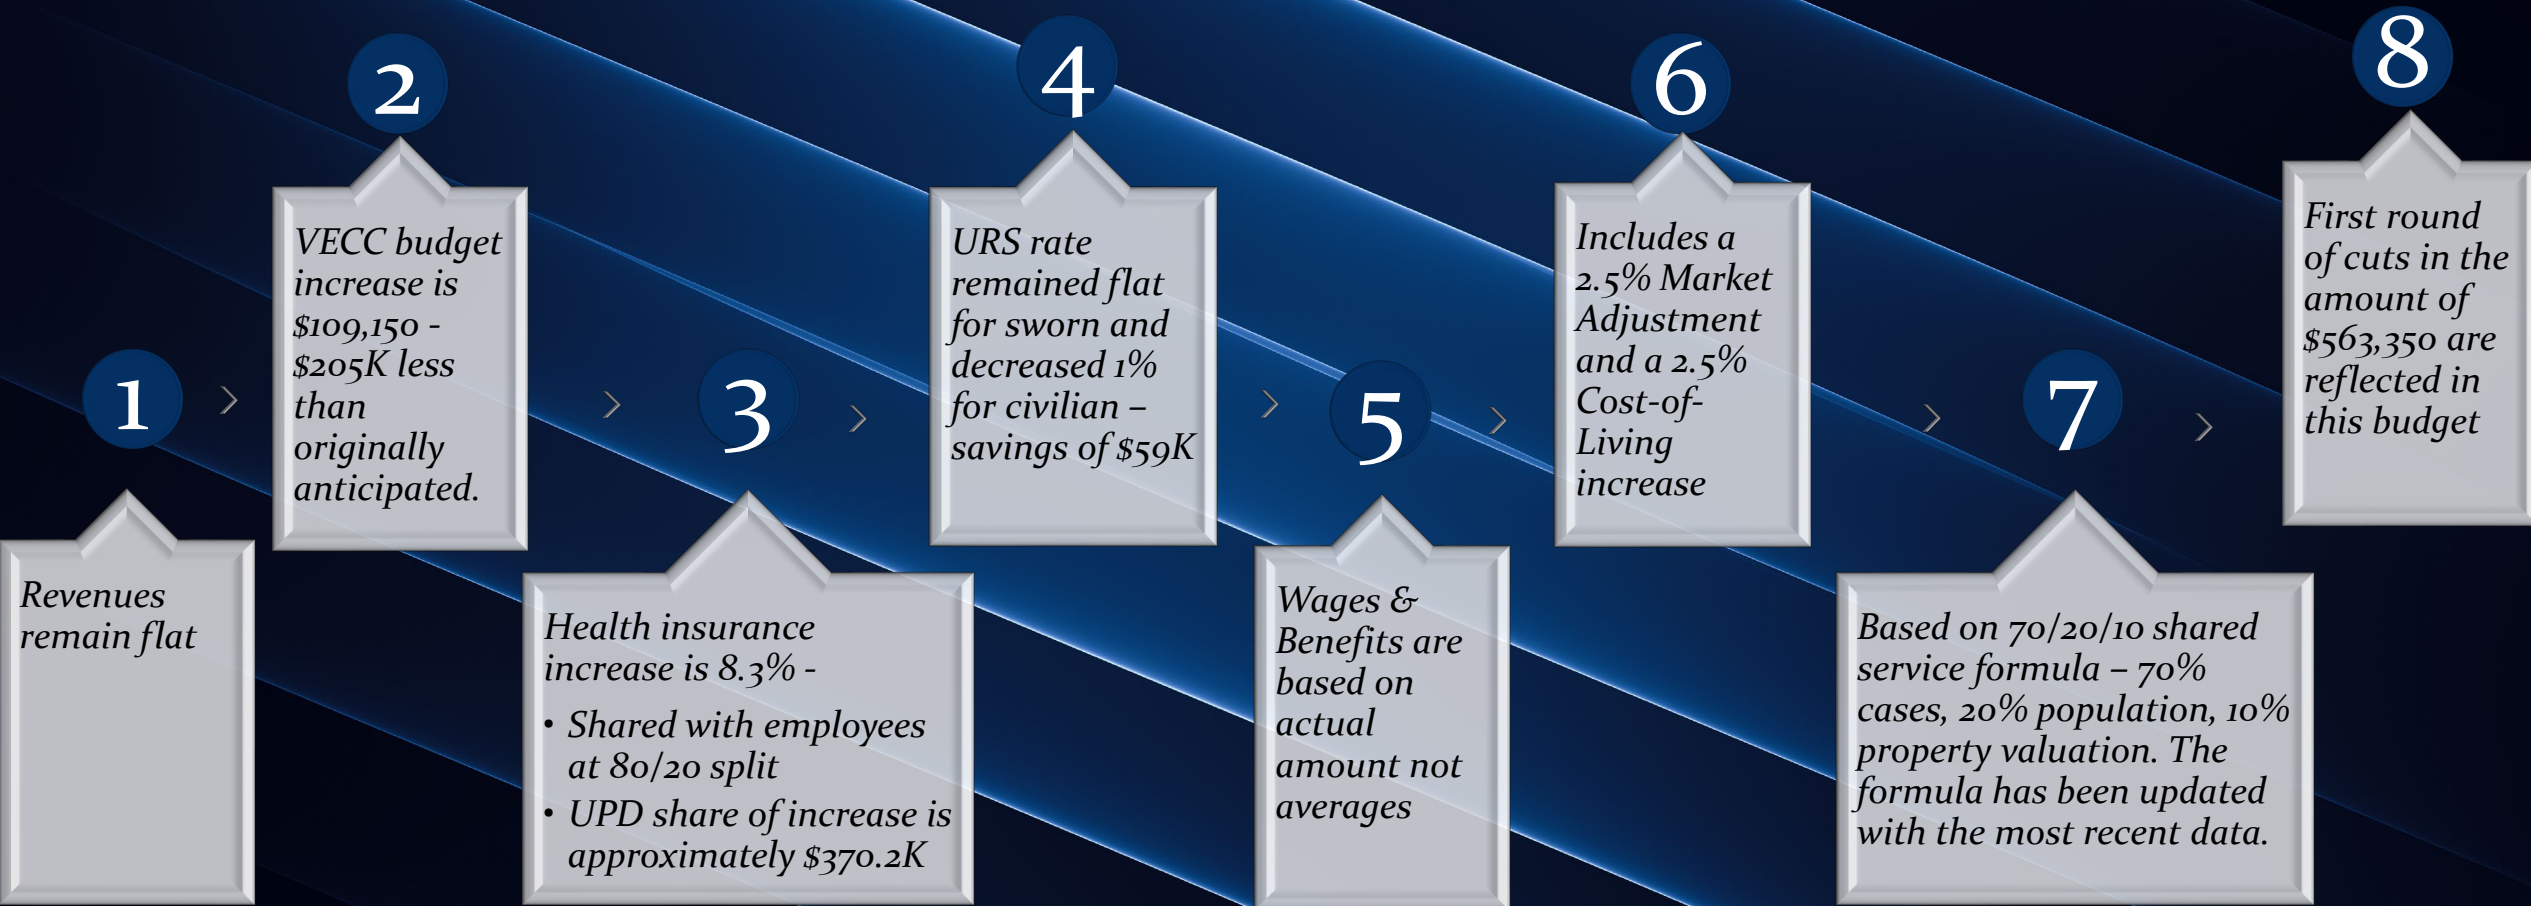 1
Revenues
remain flat
2
VECC budget
increase is
$109,150 -
$205K less
than
originally
anticipated.
3
Health insurance
increase is 8.3% -
• Shared with employees
at 80/20 split
• UPD share of increase is
approximately $370.2K
4
URS rate
remained flat
for sworn and
decreased 1%
for civilian –
savings of $59K
5
Wages &
Benefits are
based on
actual
amount not
averages
6
Includes a
2.5% Market
Adjustment
and a 2.5%
Cost-of-
Living
increase
7
Based on 70/20/10 shared
service formula – 70%
cases, 20% population, 10%
property valuation. The
formula has been updated
with the most recent data.
8
First round
of cuts in the
amount of
$563,350 are
reflected in
this budget